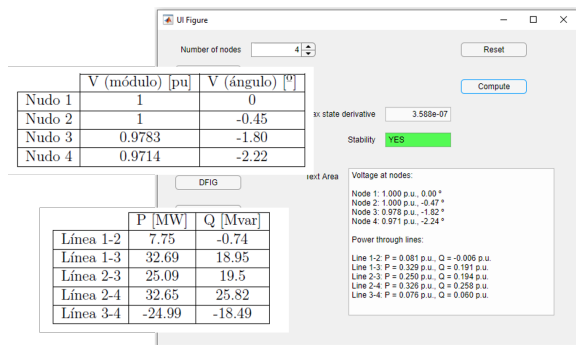 UI Figure
Number of nodes 4 Reset
Compute
V (módulo) [pu] V (ángulo) [º]
Nudo 1 1 0
Nudo 2 1 -0.45
Nudo 3 0.9783 -1.80
Nudo 4 0.9714 -2.22
state derivative 3.588e-07
Stability YES
DFIG
Text Area
Voltage at nodes:
Node 1: 1.000 p.u., 0.00 º
Node 2: 1.000 p.u., -0.47 º
Node 3: 0.978 p.u., -1.82 º
Node 4: 0.971 p.u., -2.24 º
Power through lines:
Line 1-2: P = 0.081 p.u., Q = -0.006 p.u.
Line 1-3: P = 0.329 p.u., Q = 0.191 p.u.
Line 2-3: P = 0.250 p.u., Q = 0.194 p.u.
Line 2-4: P = 0.326 p.u., Q = 0.258 p.u.
Line 3-4: P = 0.076 p.u., Q = 0.060 p.u.
P [MW] Q [Mvar]
Línea 1-2 7.75 -0.74
Línea 1-3 32.69 18.95
Línea 2-3 25.09 19.5
Línea 2-4 32.65 25.82
Línea 3-4 -24.99 -18.49